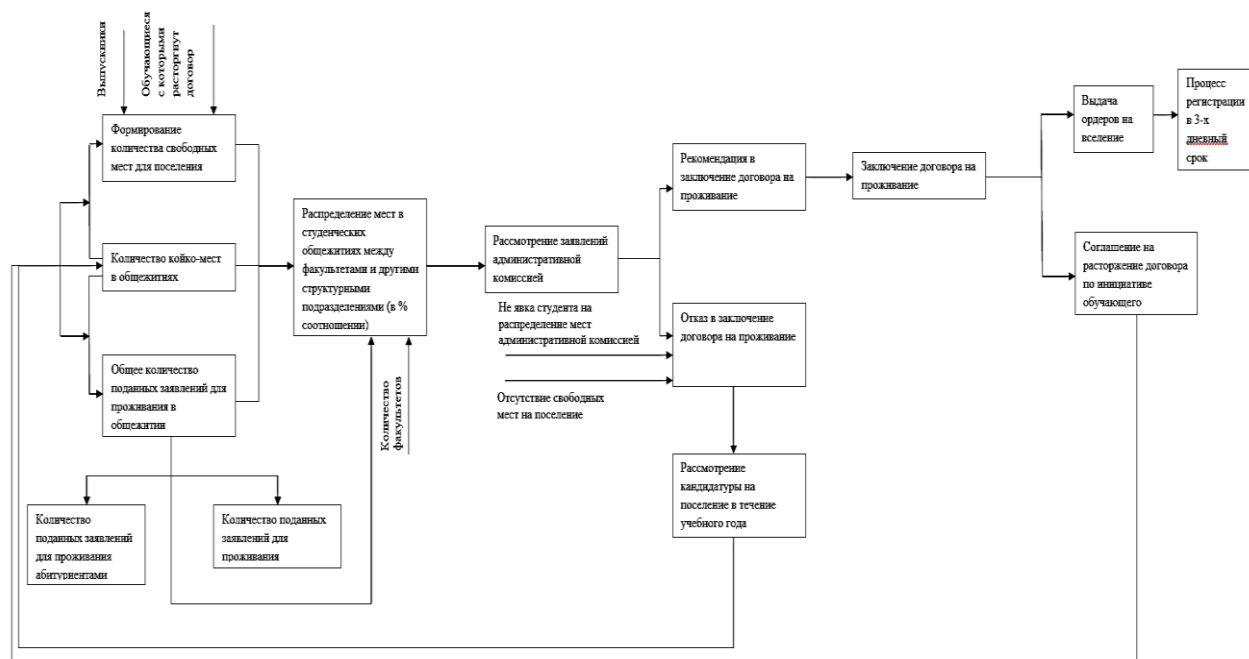 Выпускники
Обучающиеся
с которыми
расторгнут
договор
Формирование
количества свободных
мест для поселения
Количество койко-мест
в общежитиях
Общее количество
поданных заявлений для
проживания в
общежитии
Количество
поданных заявлений
для проживания
абитуриентами
Количество поданных
заявлений для
проживания
Распределение мест в
студенческих
общежитиях между
факультетами и другими
структурными
подразделениями (в %
соотношении)
Количество
факультетов
Рассмотрение заявлений
административной
комиссией
Не явка студента на
распределение мест
административной комиссией
Отсутствие свободных
мест на поселение
Рекомендация в
заключение договора на
проживание
Отказ в заключение
договора на проживание
Рассмотрение
кандидатуры на
поселение в течение
учебного года
Заключение договора на
проживание
Выдача
ордеров на
вселение
Процесс
регистрации
в 3-х
дневный
срок
Соглашение на
расторжение договора
по инициативе
обучающего